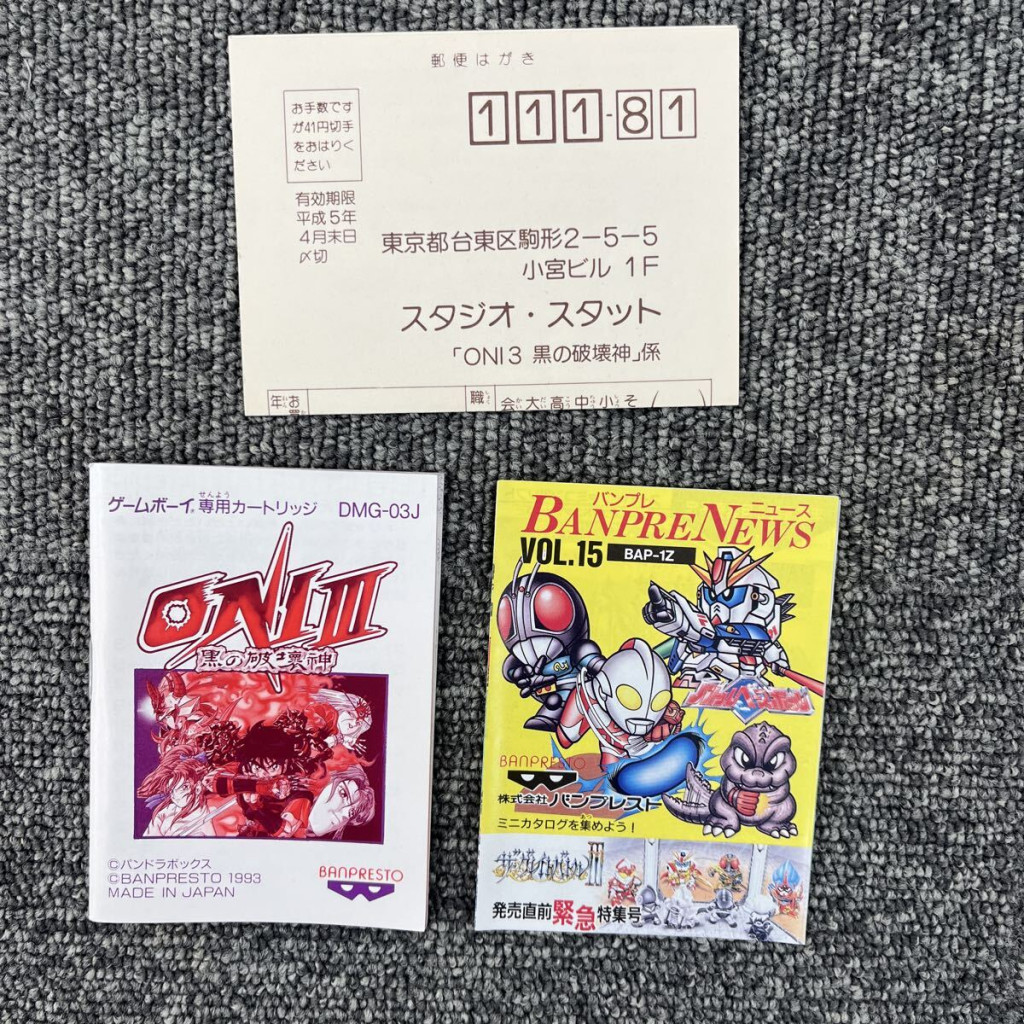 郵便はがき
お手数です
が41円切手
をおはりく
ださい
111-81
有効期限
平成5年
4月末日
〆切
東京都台東区駒形2-5-5
小宮ビル 1F
スタジオ・スタット
「ONI3 黒の破壊神」係
職 会大高中小そ( )
年お
ゲームボーイ専用カートリッジ DMG-03J
せんよう
ONI III
黒の破壊神
©パンドラボックス
©BANPRESTO 1993
MADE IN JAPAN
BANPRESTO
バンプレ ニュース
BANPRENEWS
VOL.15 BAP-1Z
BANPRESTO
株式会社 バンプレスト
ミニカタログを集めよう!
発売直前緊急特集号